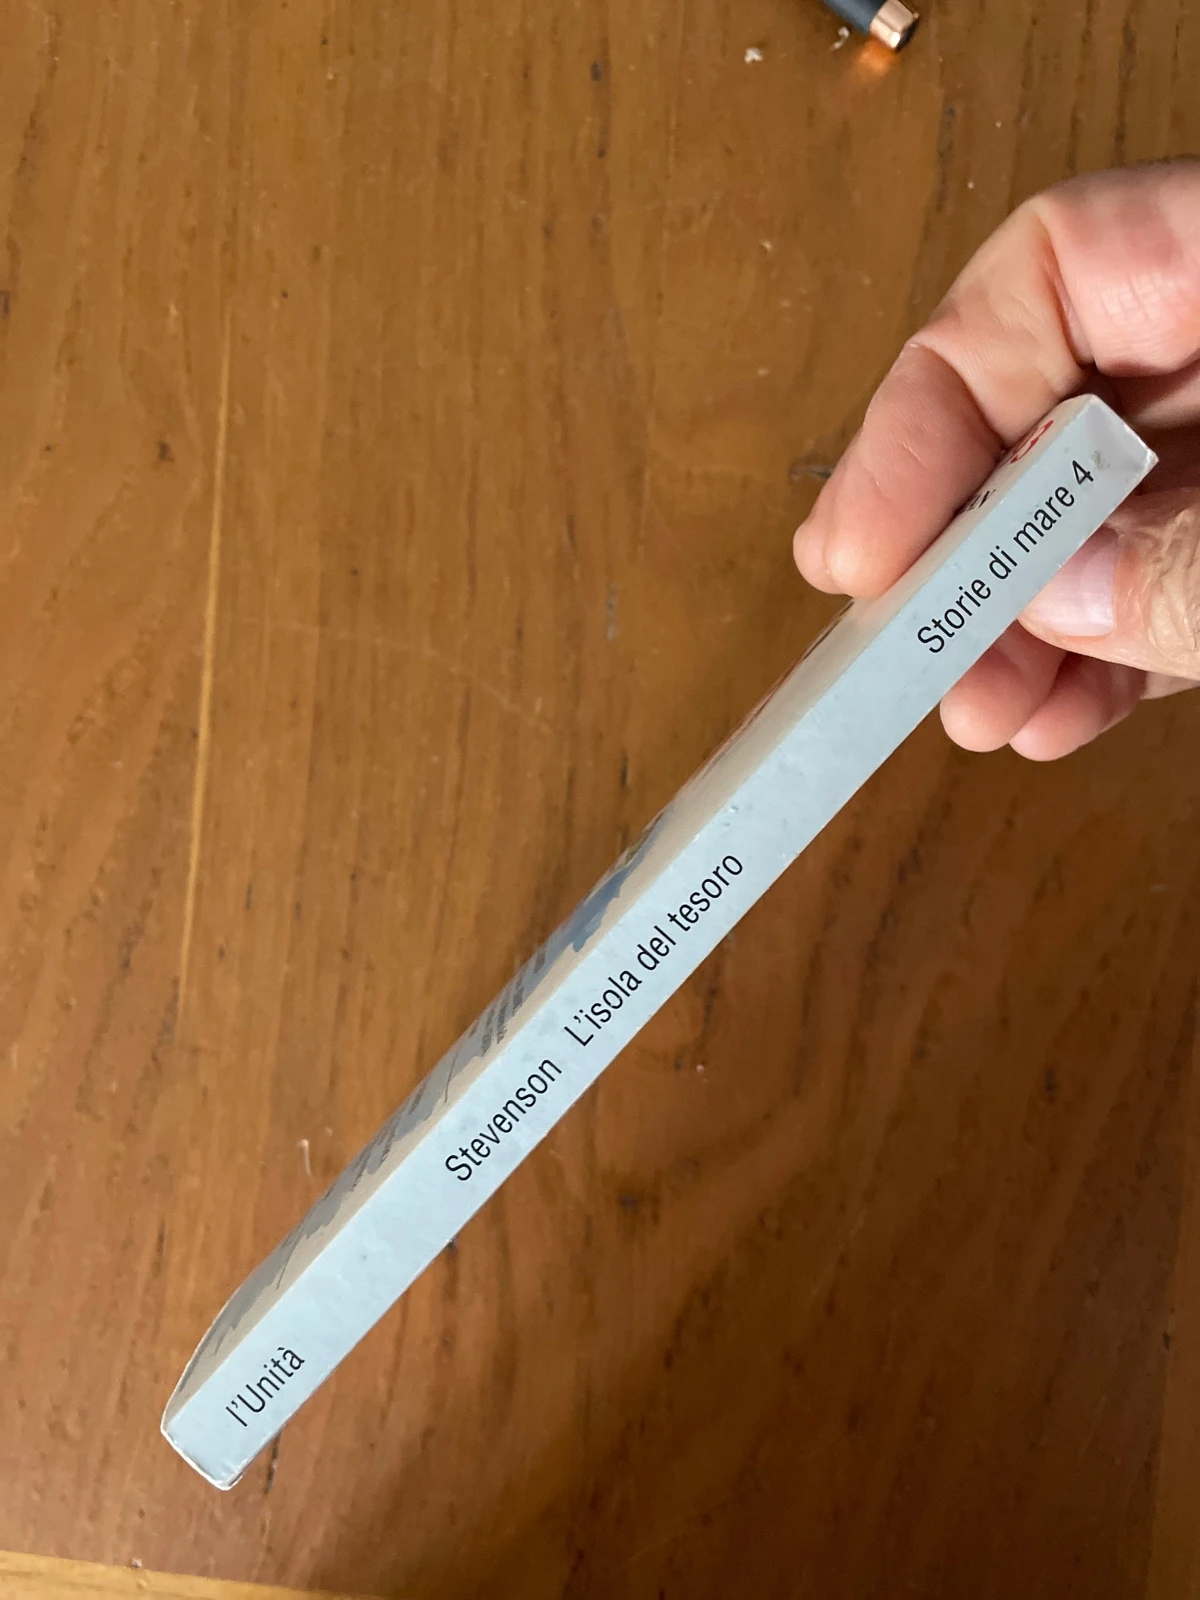 l'Unità
Stevenson L'isola del tesoro
Storie di mare 4